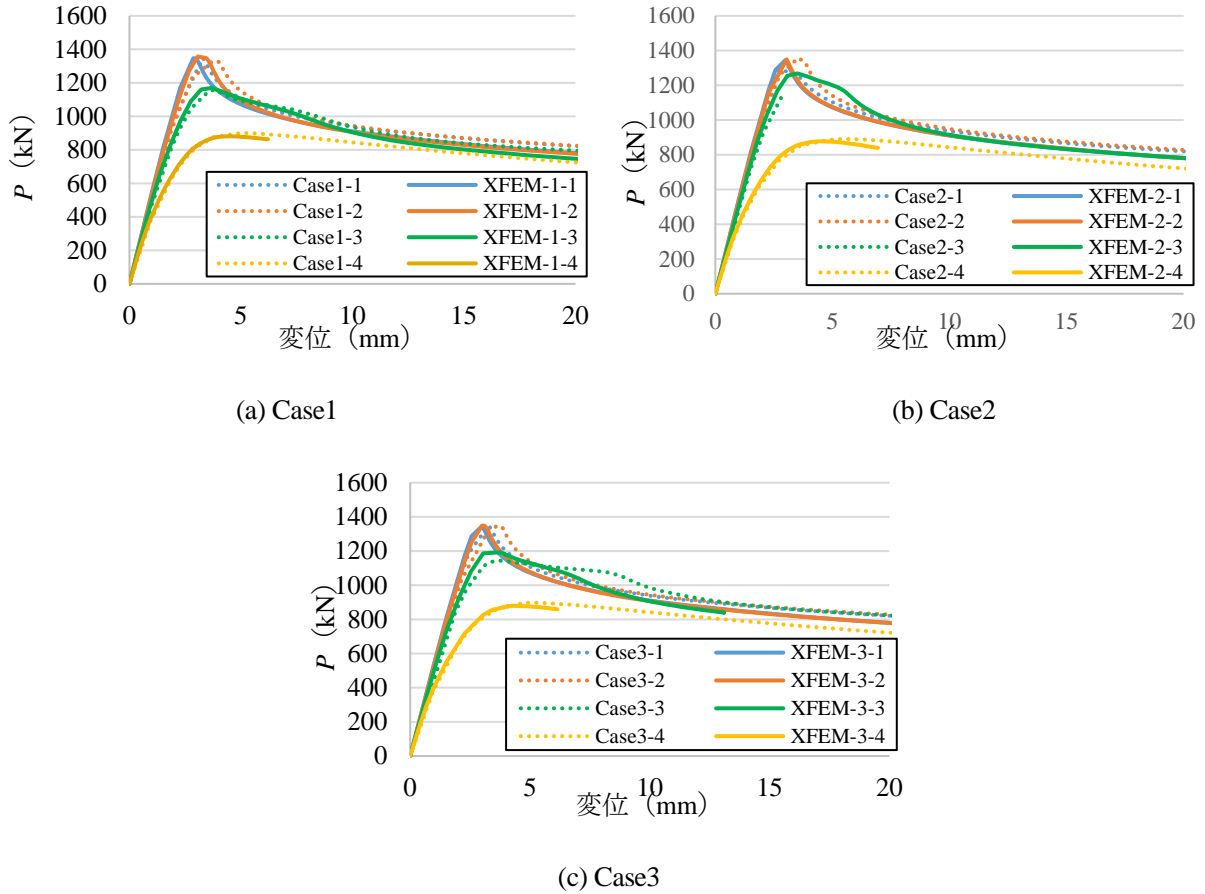 1600
1400
1200
1000
800
600
400
200
0
P (kN)
Case1-1 XFEM-1-1
Case1-2 XFEM-1-2
Case1-3 XFEM-1-3
Case1-4 XFEM-1-4
0 5 10 15 20
変位 (mm)
(a) Case1
1600
1400
1200
1000
800
600
400
200
0
P (kN)
Case2-1 XFEM-2-1
Case2-2 XFEM-2-2
Case2-3 XFEM-2-3
Case2-4 XFEM-2-4
0 5 10 15 20
変位 (mm)
(b) Case2
1600
1400
1200
1000
800
600
400
200
0
P (kN)
Case3-1 XFEM-3-1
Case3-2 XFEM-3-2
Case3-3 XFEM-3-3
Case3-4 XFEM-3-4
0 5 10 15 20
変位 (mm)
(c) Case3